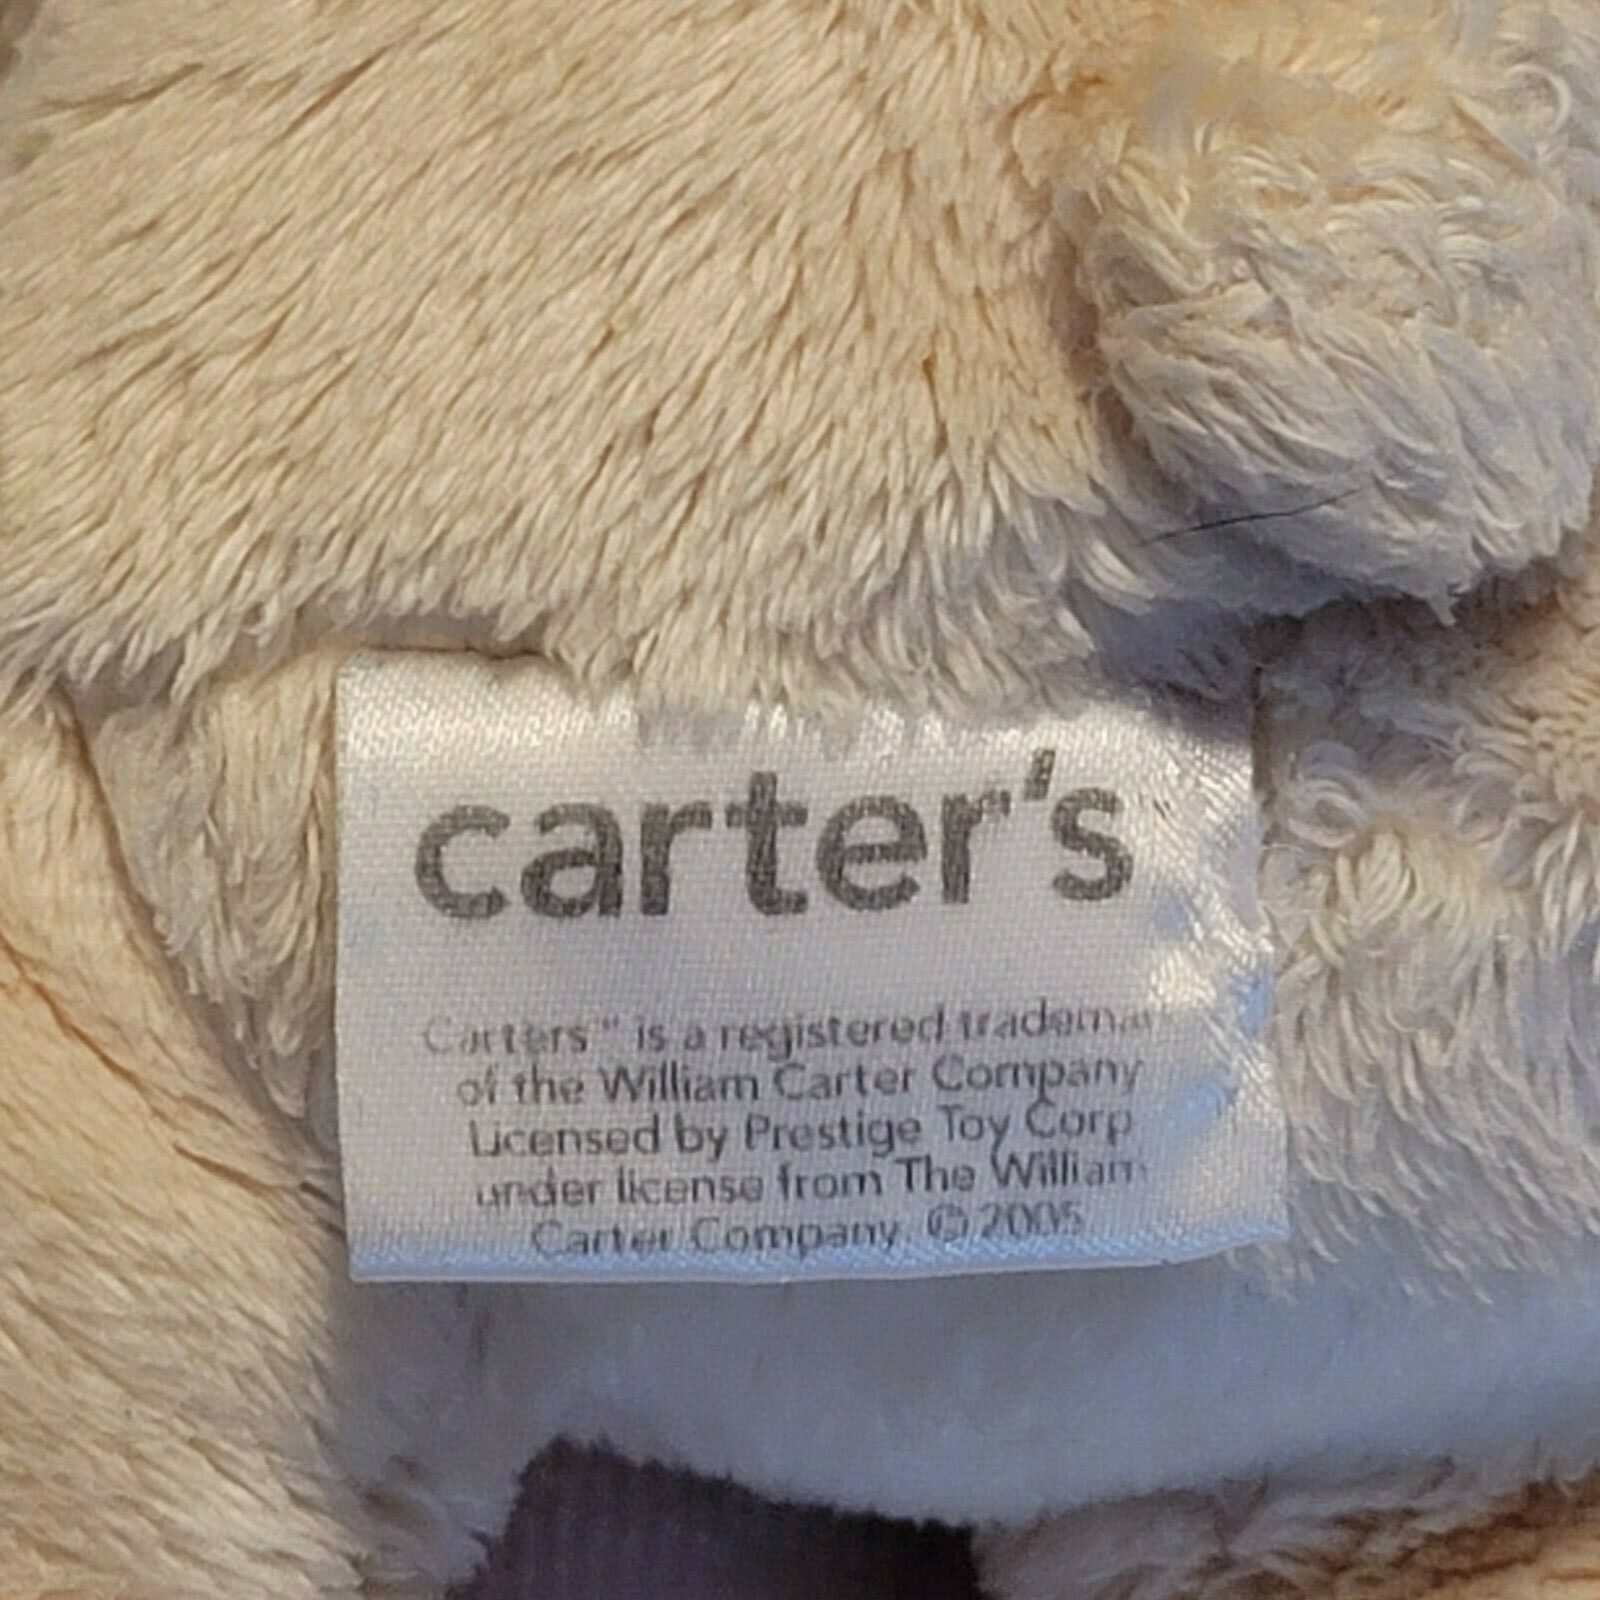 carter's
Carters™ is a registered tradema
of the William Carter Company
Licensed by Prestige Toy Corp
under license from The William
Carter Company. © 2005